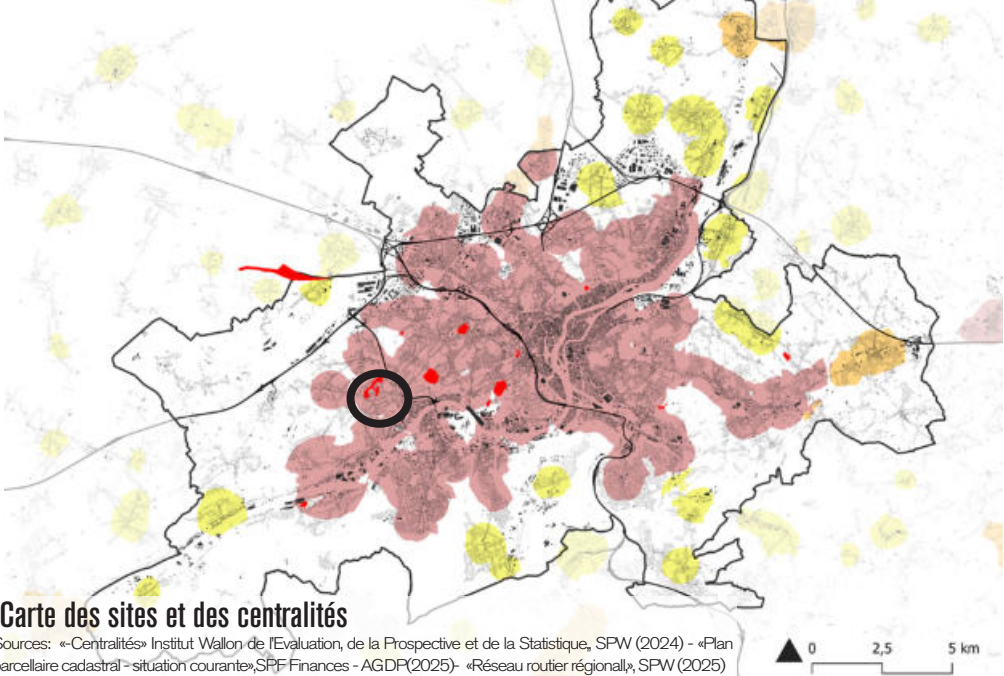 Carte des sites et des centralités
Sources: «-Centralités» Institut Wallon de l'Evaluation, de la Prospective et de la Statistique,, SPW (2024) - «Plan
arcellaire cadastral - situation courante»,SPF Finances - AGDP(2025)- «Réseau routier régional», SPW (2025)
0 2,5 5 km